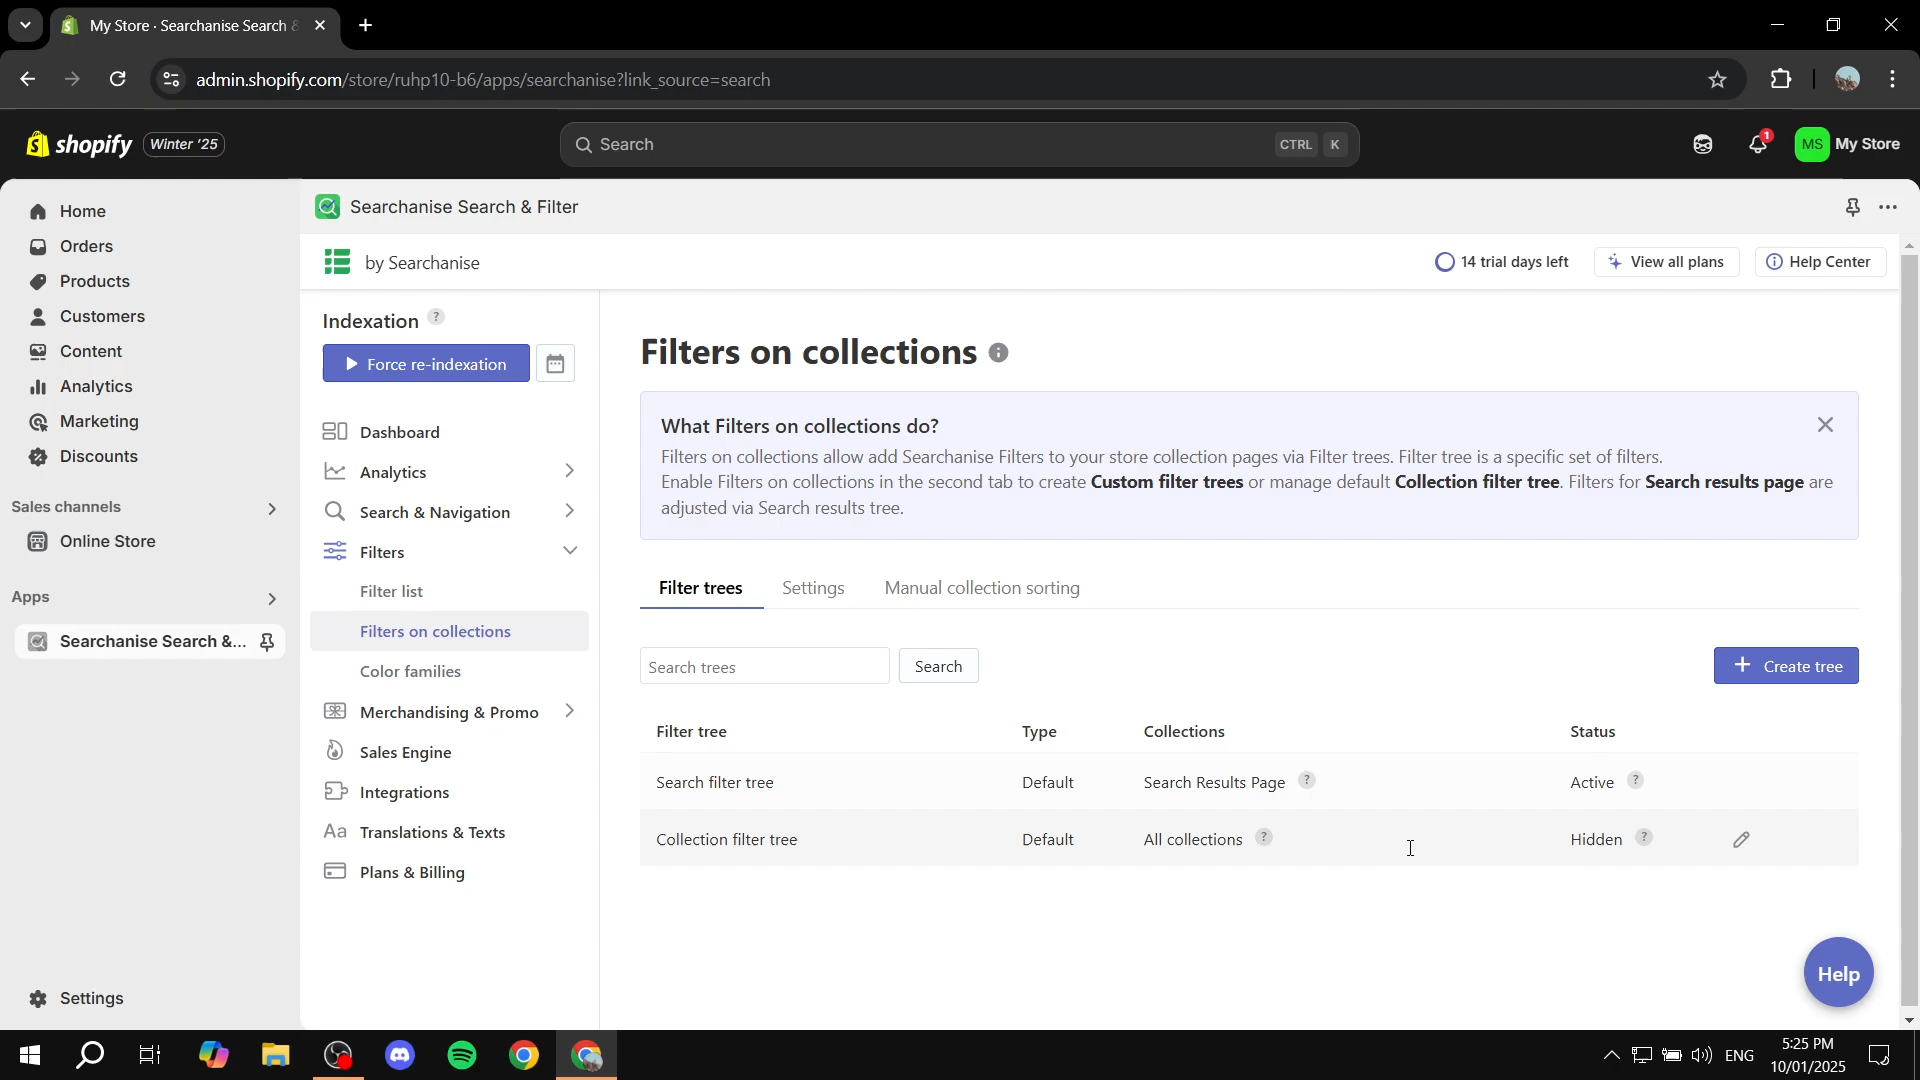 My Store · Searchanise Search &
admin.shopify.com/store/ruhp10-b6/apps/searchanise?link_source=search
shopify
Winter '25
Search
CTRL
K
1
MS
My Store
Home
Orders
Products
Customers
Content
Analytics
Marketing
Discounts
Sales channels
Online Store
Apps
Searchanise Search &...
Settings
Searchanise Search & Filter
by Searchanise
14 trial days left
View all plans
Help Center
Indexation
?
Force re-indexation
Dashboard
Analytics
Search & Navigation
Filters
Filter list
Filters on collections
Color families
Merchandising & Promo
Sales Engine
Integrations
Aa
Translations & Texts
Plans & Billing
Filters on collections
What Filters on collections do?
Filters on collections allow add Searchanise Filters to your store collection pages via Filter trees. Filter tree is a specific set of filters.
Enable Filters on collections in the second tab to create Custom filter trees or manage default Collection filter tree. Filters for Search results page are
adjusted via Search results tree.
Filter trees
Settings
Manual collection sorting
Search trees
Search
+ Create tree
Filter tree
Type
Collections
Status
Search filter tree
Default
Search Results Page
?
Active
?
Collection filter tree
Default
All collections
?
Hidden
?
Help
ENG
5:25 PM
10/01/2025